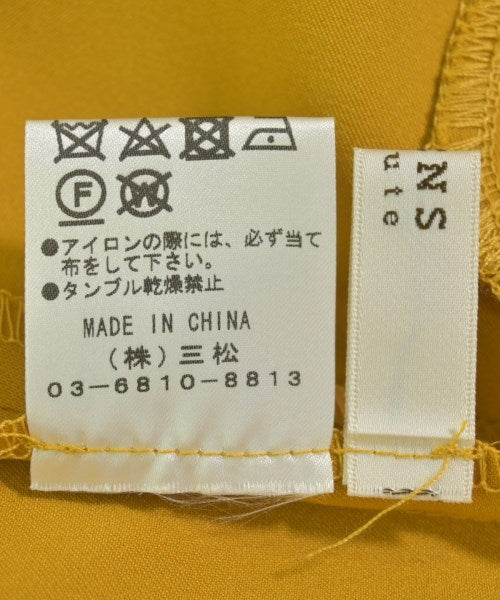 F
W
●アイロンの際には、必ず当て
布をして下さい。
●タンブル乾燥禁止
MADE IN CHINA
(株)三松
03-6810-8813
NS
ute